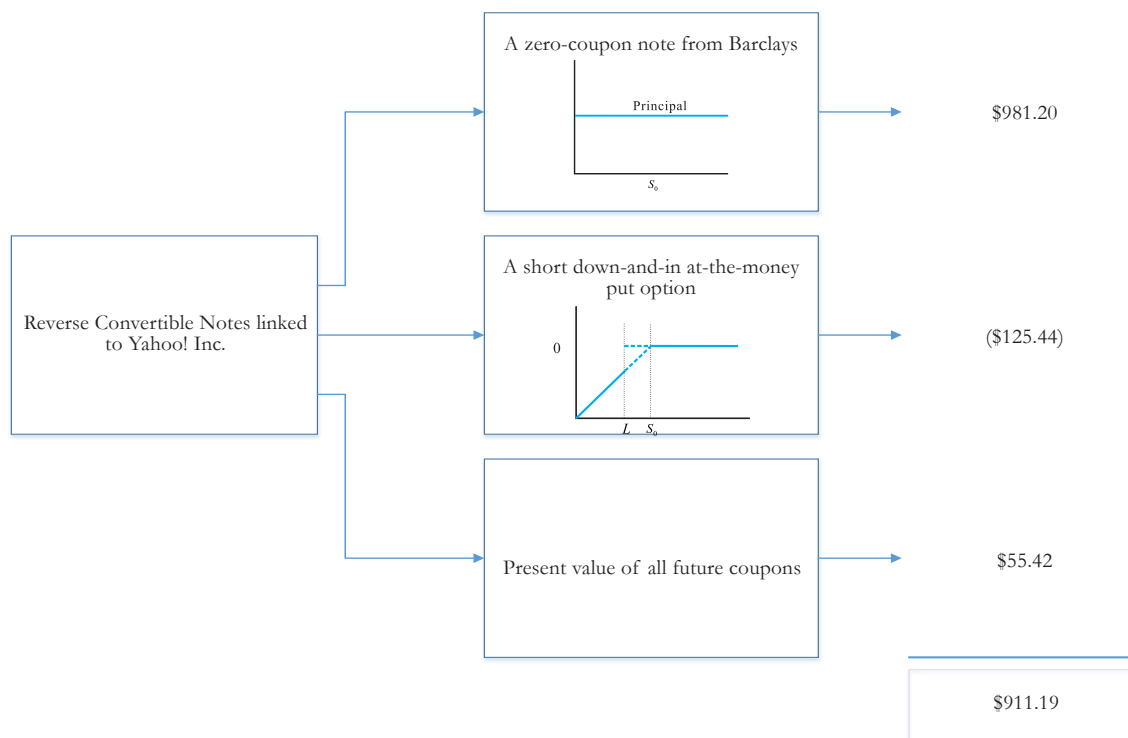 A zero-coupon note from Barclays
Principal
S₀
$981.20
Reverse Convertible Notes linked
to Yahoo! Inc.
A short down-and-in at-the-money
put option
0
L S₀
($125.44)
Present value of all future coupons
$55.42
$911.19